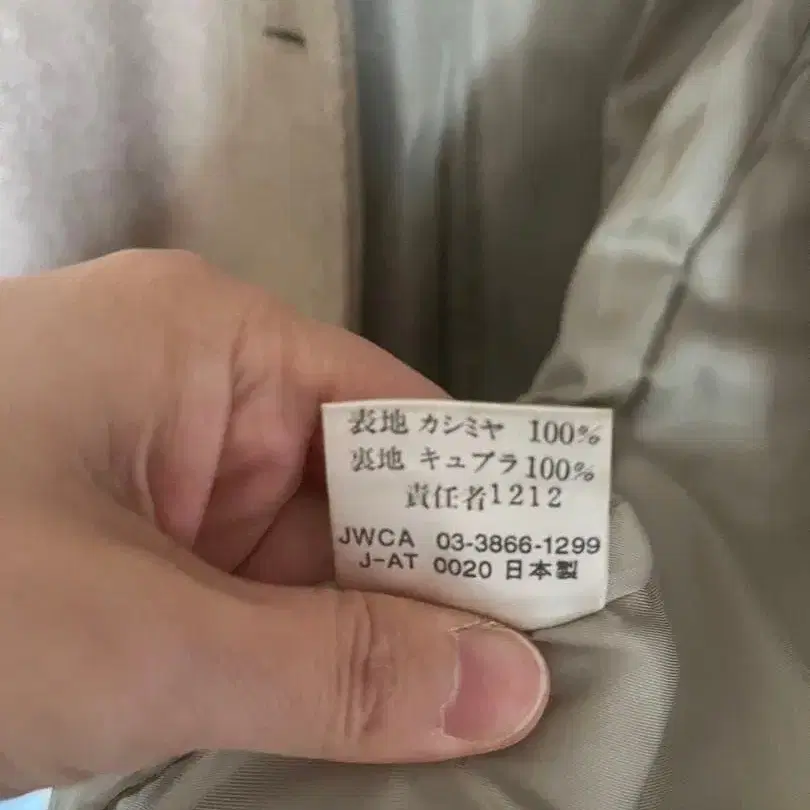 表地 カシミヤ 100%
裏地 キュプラ 100%
責任者1212
JWCA 03-3866-1299
J-AT 0020 日本製